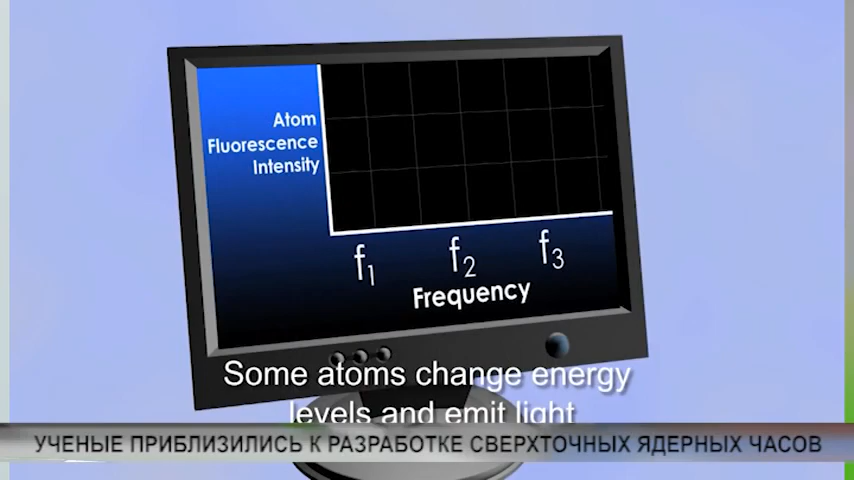 Atom
Fluorescence
Intensity
f1 f2 f3
Frequency
Some atoms change energy
levels and emit light
УЧЕНЫЕ ПРИБЛИЗИЛИСЬ К РАЗРАБОТКЕ СВЕРХТОЧНЫХ ЯДЕРНЫХ ЧАСОВ